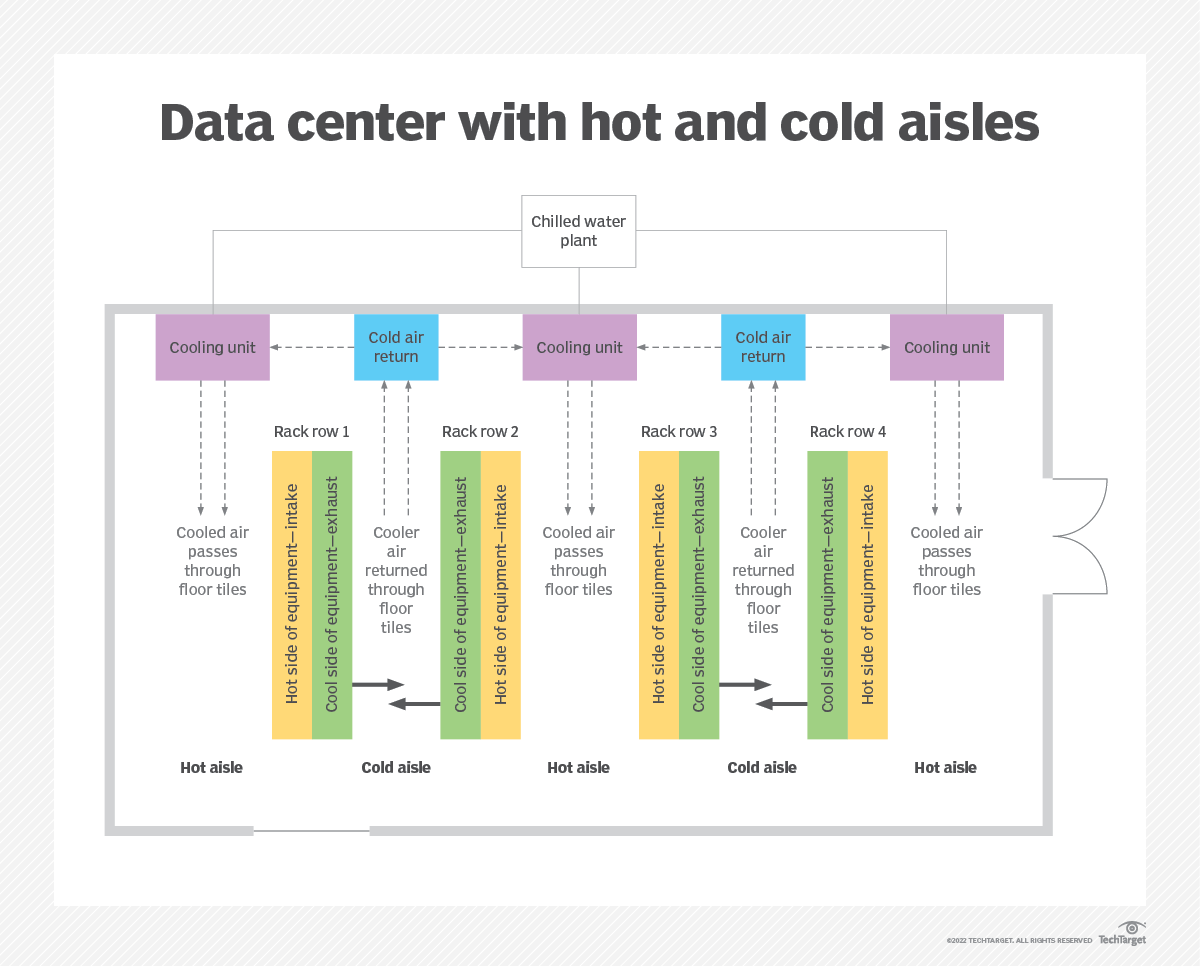 Data center with hot and cold aisles
Chilled water
plant
Cooling unit
Cold air
return
Cooling unit
Cold air
return
Cooling unit
Rack row 1
Rack row 2
Rack row 3
Rack row 4
Cooled air
passes
through
floor tiles
Hot side of equipment—intake
Cool side of equipment—exhaust
Cooler
air
returned
through
floor
tiles
Cool side of equipment—exhaust
Hot side of equipment—intake
Cooled air
passes
through
floor tiles
Hot side of equipment—intake
Cool side of equipment—exhaust
Cooler
air
returned
through
floor
tiles
Cool side of equipment—exhaust
Hot side of equipment—intake
Cooled air
passes
through
floor tiles
Hot aisle
Cold aisle
Hot aisle
Cold aisle
Hot aisle
©2022 TECHTARGET. ALL RIGHTS RESERVED
TechTarget